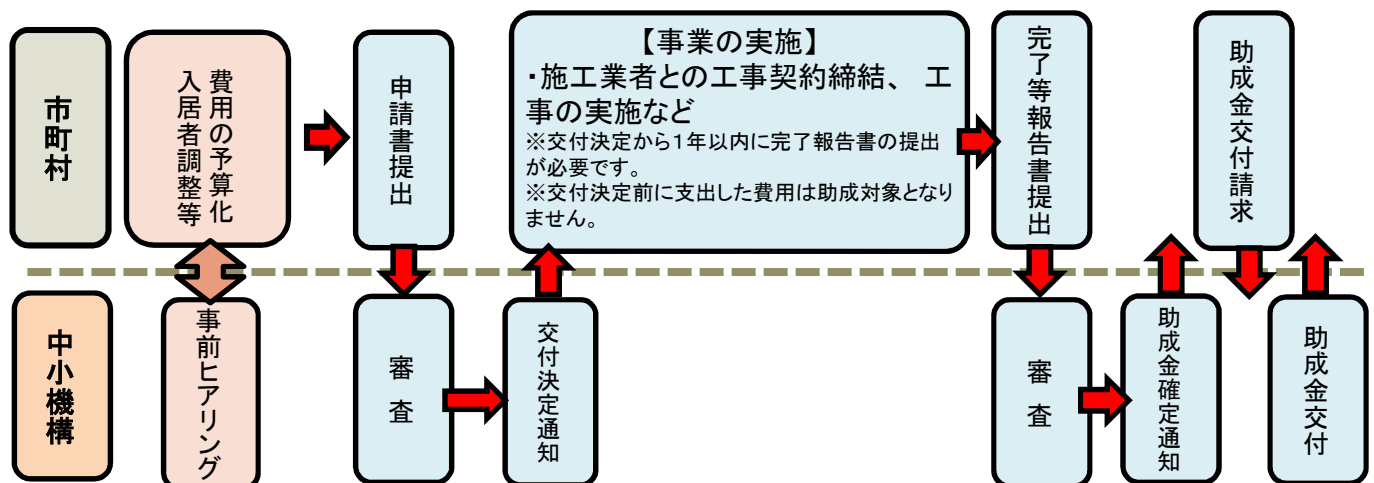 市町村
費用の予算化
入居者調整等
申請書提出
【事業の実施】
・施工業者との工事契約締結、 工
事の実施など
※交付決定から1年以内に完了報告書の提出
が必要です。
※交付決定前に支出した費用は助成対象となり
ません。
完了等報告書提出
助成金交付請求
中小機構
事前ヒアリング
審査
交付決定通知
審査
助成金確定通知
助成金交付